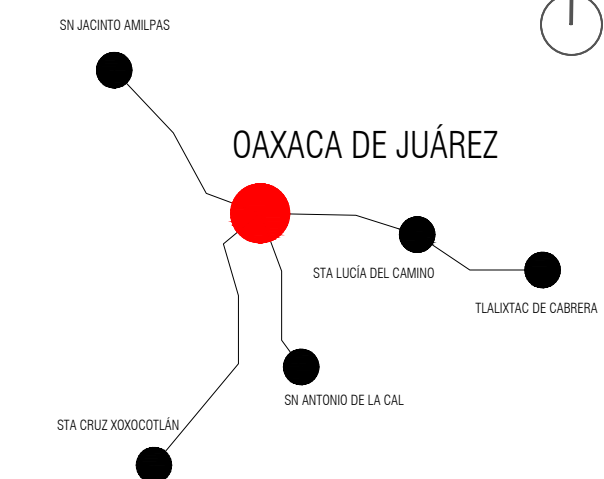 SN JACINTO AMILPAS
OAXACA DE JUÁREZ
STA LUCÍA DEL CAMINO
TLALIXTAC DE CABRERA
SN ANTONIO DE LA CAL
STA CRUZ XOXOCOTLÁN